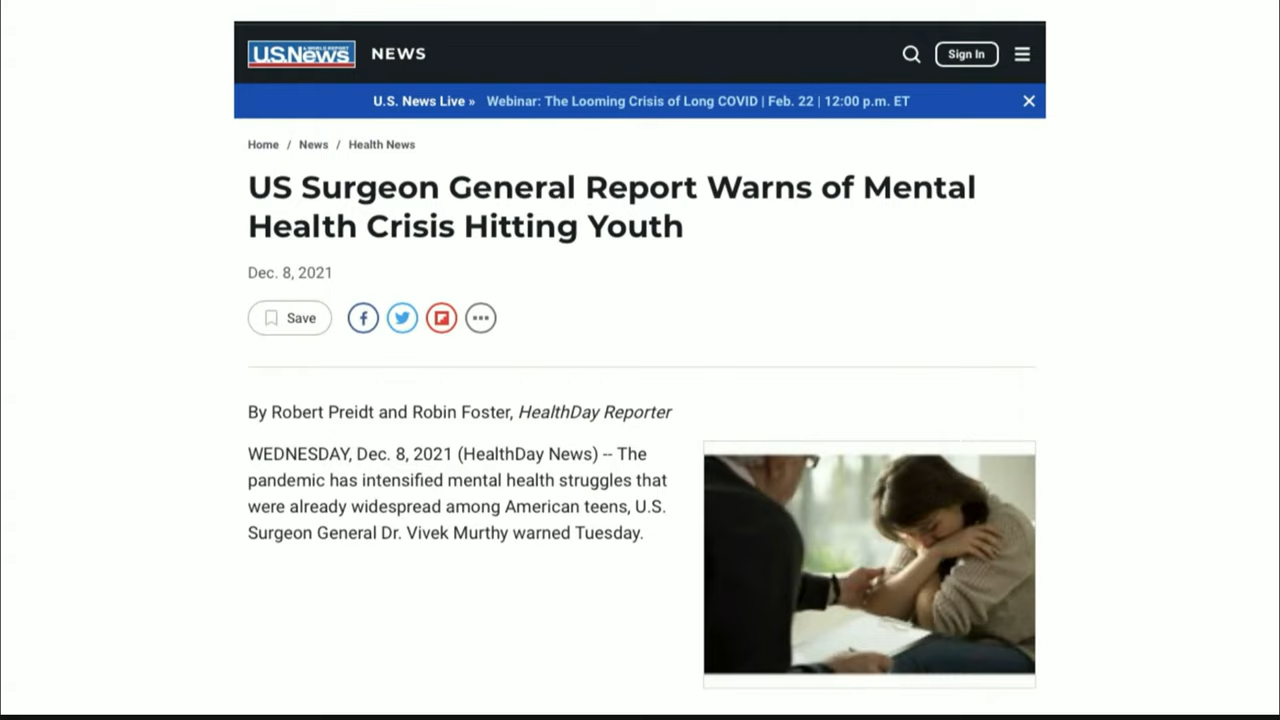 U.S.News
& WORLD REPORT
NEWS
Sign In
U.S. News Live » Webinar: The Looming Crisis of Long COVID | Feb. 22 | 12:00 p.m. ET
Home / News / Health News
US Surgeon General Report Warns of Mental
Health Crisis Hitting Youth
Dec. 8, 2021
Save
By Robert Preidt and Robin Foster, HealthDay Reporter
WEDNESDAY, Dec. 8, 2021 (HealthDay News) -- The
pandemic has intensified mental health struggles that
were already widespread among American teens, U.S.
Surgeon General Dr. Vivek Murthy warned Tuesday.